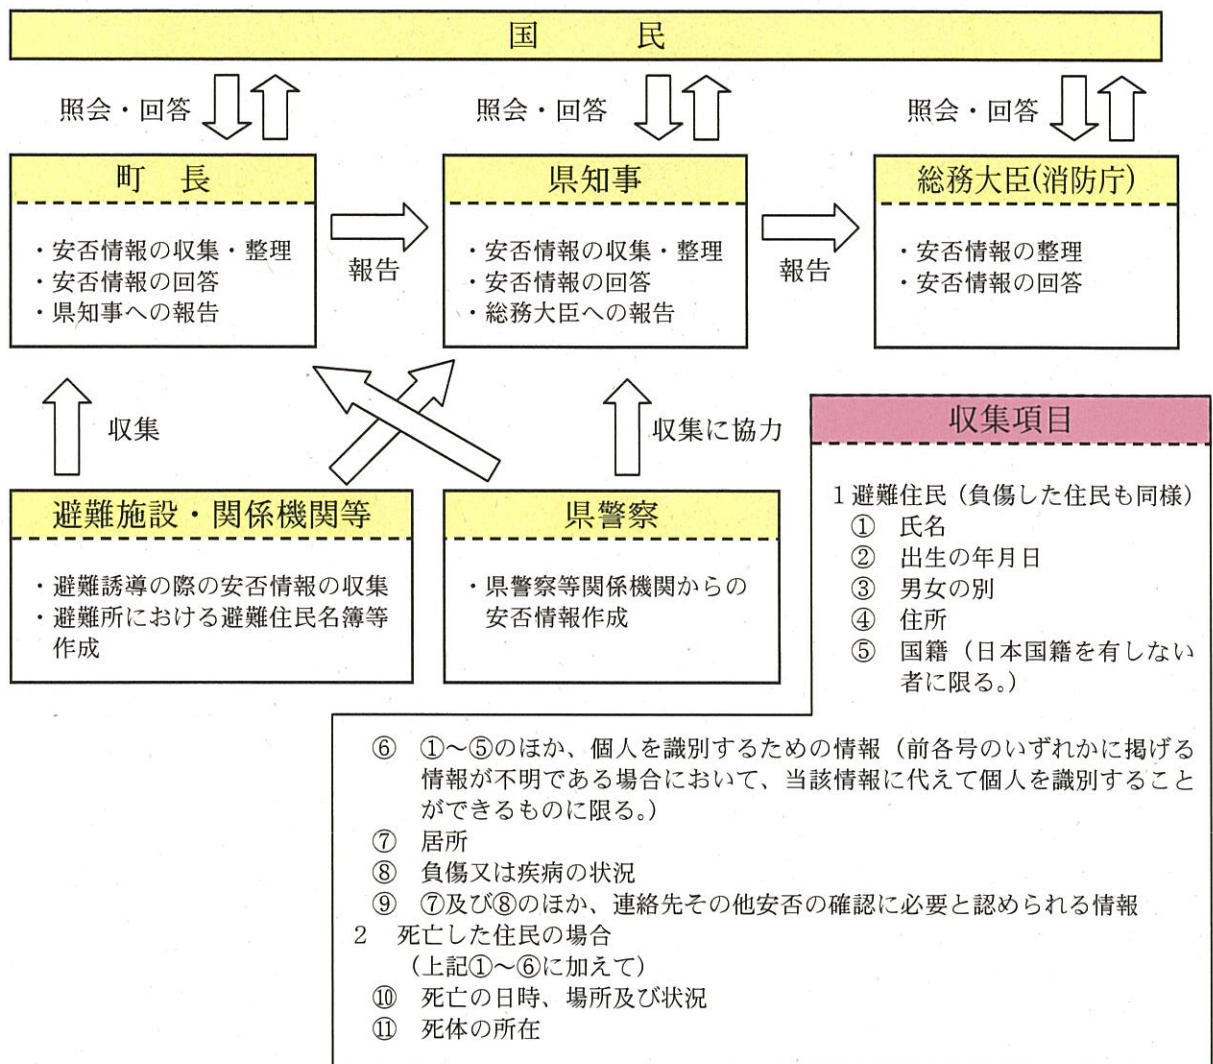 国　　民
照会・回答
照会・回答
照会・回答
町　長
・安否情報の収集・整理
・安否情報の回答
・県知事への報告
報告
県知事
・安否情報の収集・整理
・安否情報の回答
・総務大臣への報告
報告
総務大臣(消防庁)
・安否情報の整理
・安否情報の回答
収集
収集に協力
避難施設・関係機関等
・避難誘導の際の安否情報の収集
・避難所における避難住民名簿等
作成
県警察
・県警察等関係機関からの
安否情報作成
収集項目
1 避難住民（負傷した住民も同様）
①　氏名
②　出生の年月日
③　男女の別
④　住所
⑤　国籍（日本国籍を有しない
者に限る。）
⑥　①～⑤のほか、個人を識別するための情報（前各号のいずれかに掲げる
情報が不明である場合において、当該情報に代えて個人を識別すること
ができるものに限る。）
⑦　居所
⑧　負傷又は疾病の状況
⑨　⑦及び⑧のほか、連絡先その他安否の確認に必要と認められる情報
2　死亡した住民の場合
（上記①～⑥に加えて）
⑩　死亡の日時、場所及び状況
⑪　死体の所在